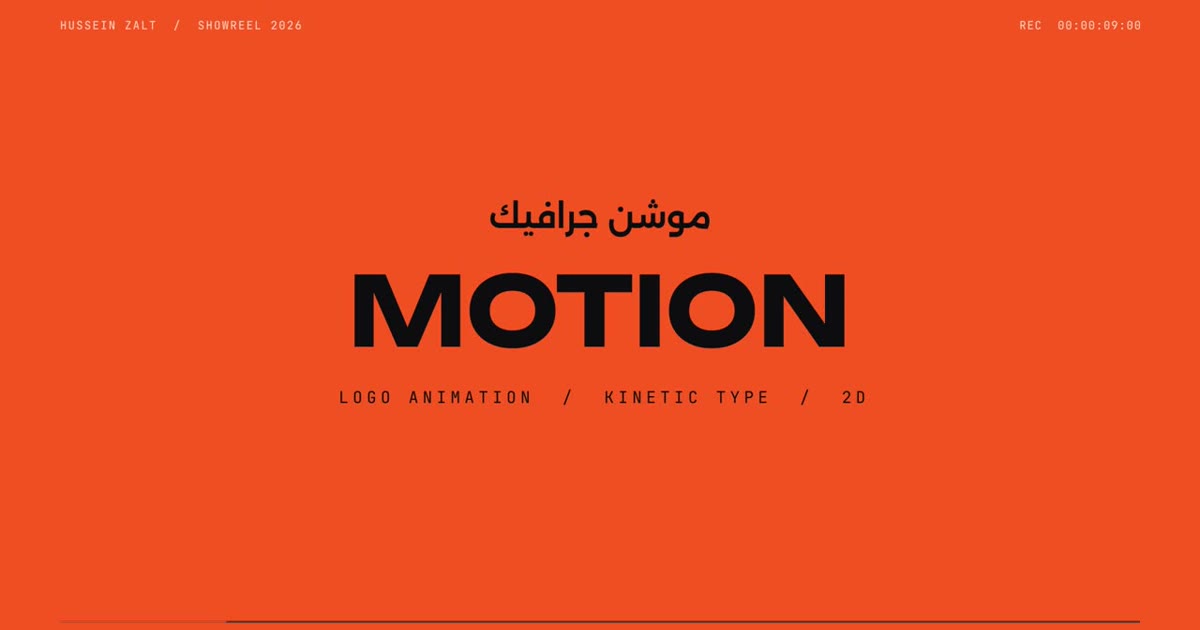 HUSSEIN ZALT / SHOWREEL 2026
REC 00:00:09:00
موشن جرافيك
MOTION
LOGO ANIMATION / KINETIC TYPE / 2D